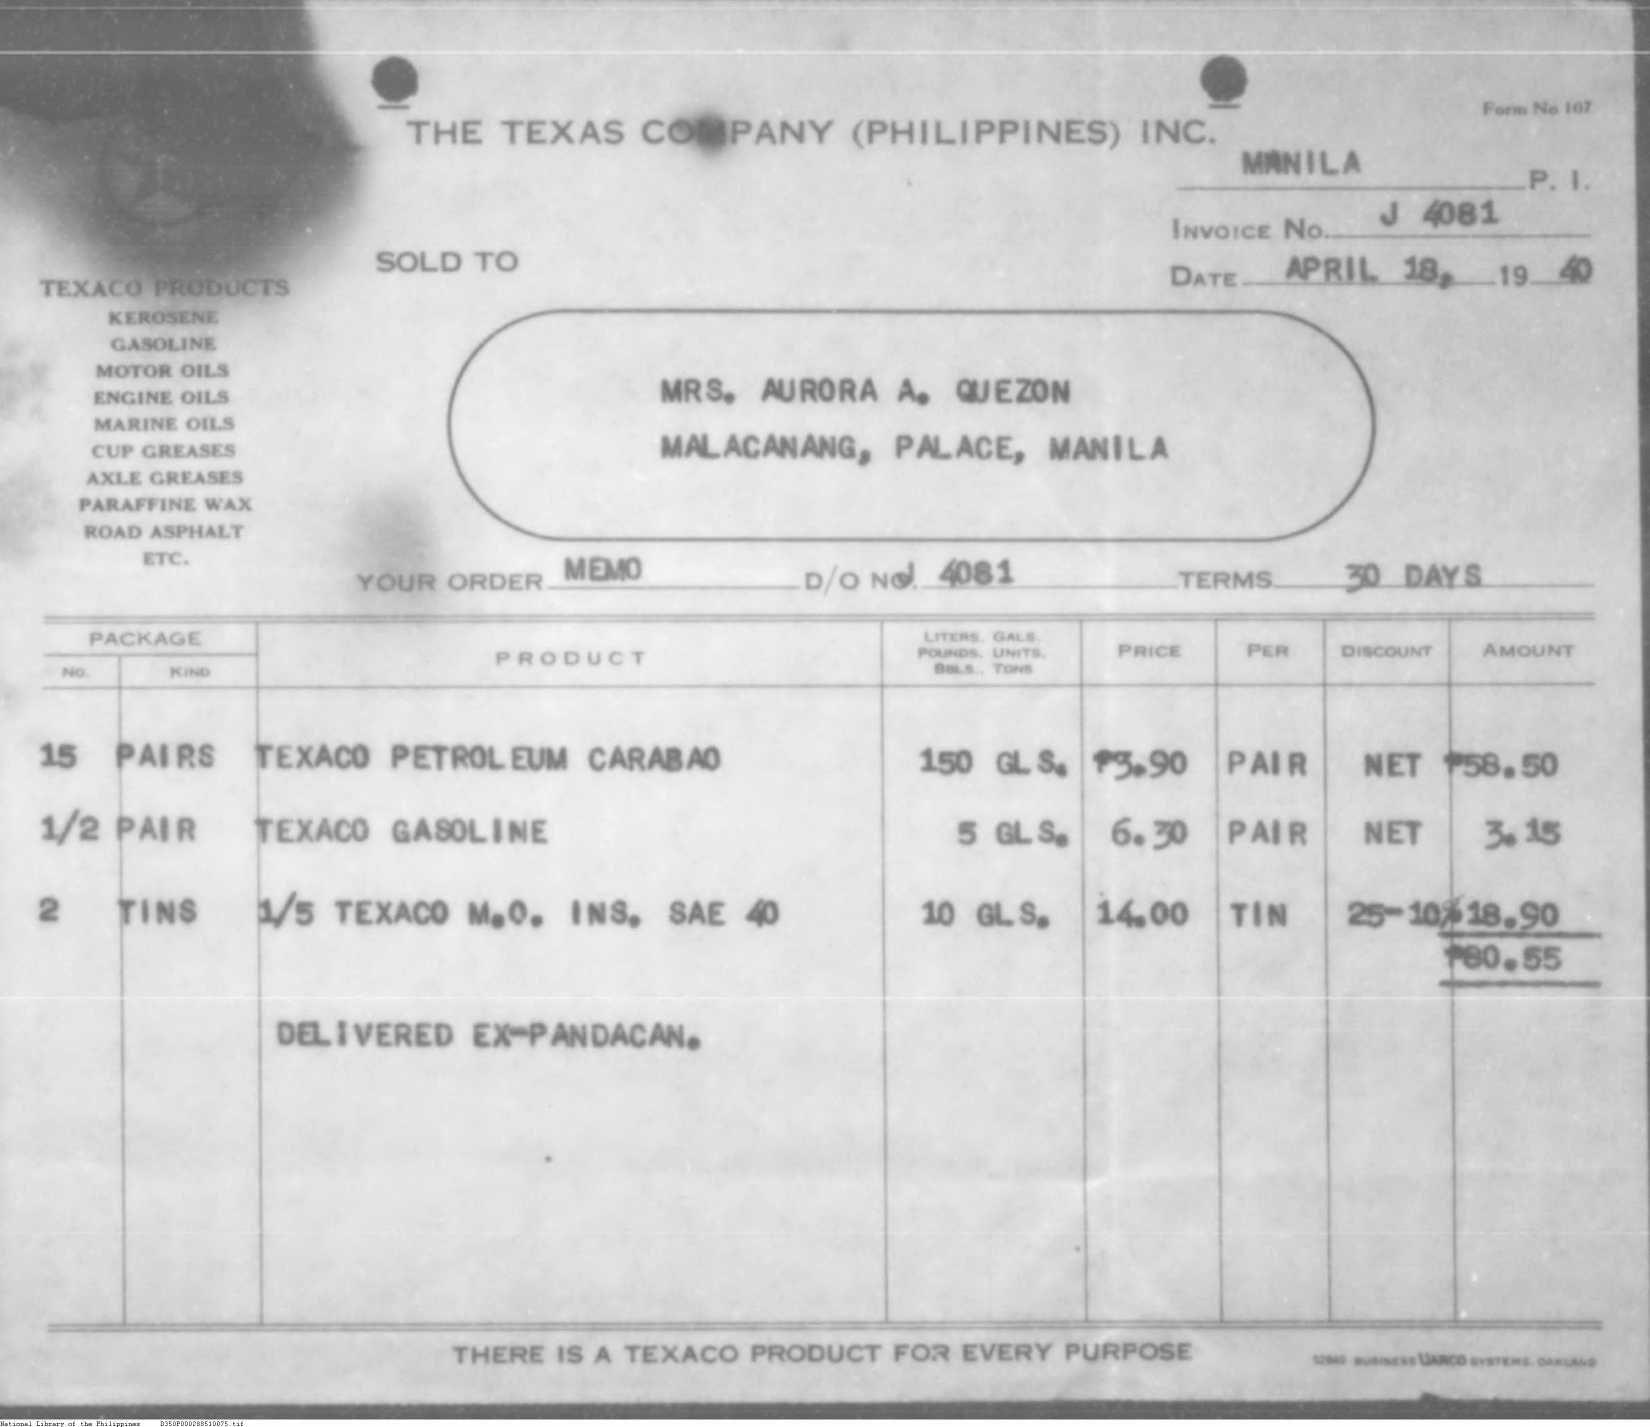 Form No 107
THE TEXAS COMPANY (PHILIPPINES) INC.
MANILA P. I.
INVOICE No. J 4081
DATE APRIL 18, 19 40
SOLD TO
TEXACO PRODUCTS
KEROSENE
GASOLINE
MOTOR OILS
ENGINE OILS
MARINE OILS
CUP GREASES
AXLE GREASES
PARAFFINE WAX
ROAD ASPHALT
ETC.
MRS. AURORA A. QUEZON
MALACANANG, PALACE, MANILA
YOUR ORDER MEMO D/O NO. J 4081 TERMS 30 DAYS
PACKAGE
NO. KIND
PRODUCT
LITERS. GALS.
POUNDS. UNITS.
BBLS., TONS
PRICE PER DISCOUNT AMOUNT
15 PAIRS TEXACO PETROLEUM CARABAO 150 GLS. ₱3.90 PAIR NET ₱58.50
1/2 PAIR TEXACO GASOLINE 5 GLS. 6.30 PAIR NET 3.15
2 TINS 1/5 TEXACO M.O. INS. SAE 40 10 GLS. 14.00 TIN 25-10% 18.90
₱80.55
DELIVERED EX-PANDACAN.
THERE IS A TEXACO PRODUCT FOR EVERY PURPOSE
BUSINESS UARCO SYSTEMS. OAKLAND
National Library of the Philippines D350P000288510075.tif